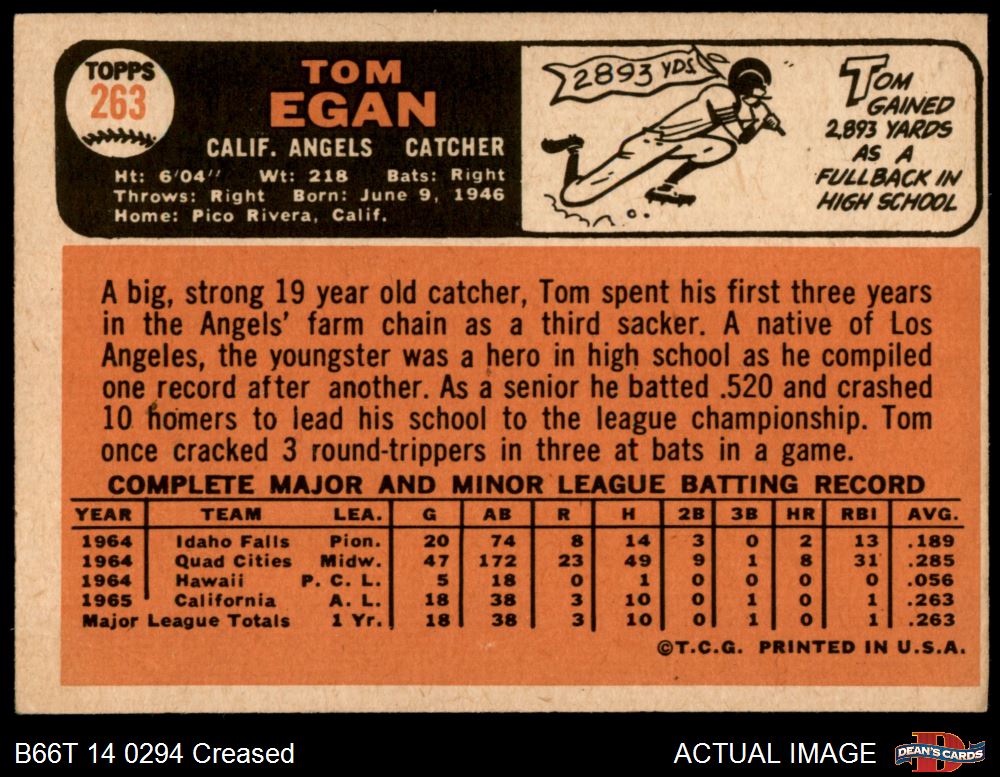 TOPPS
263
TOM
EGAN
CALIF. ANGELS CATCHER
Ht: 6'04" Wt: 218 Bats: Right
Throws: Right Born: June 9, 1946
Home: Pico Rivera, Calif.
2893 YDS
TOM
GAINED
2,893 YARDS
AS A
FULLBACK IN
HIGH SCHOOL
A big, strong 19 year old catcher, Tom spent his first three years
in the Angels' farm chain as a third sacker. A native of Los
Angeles, the youngster was a hero in high school as he compiled
one record after another. As a senior he batted .520 and crashed
10 homers to lead his school to the league championship. Tom
once cracked 3 round-trippers in three at bats in a game.
COMPLETE MAJOR AND MINOR LEAGUE BATTING RECORD
YEAR TEAM LEA. G AB R H 2B 3B HR RBI AVG.
1964 Idaho Falls Pion. 20 74 8 14 3 0 2 13 .189
1964 Quad Cities Midw. 47 172 23 49 9 1 8 31 .285
1964 Hawaii P. C. L. 5 18 0 1 0 0 0 0 .056
1965 California A. L. 18 38 3 10 0 1 0 1 .263
Major League Totals 1 Yr. 18 38 3 10 0 1 0 1 .263
©T.C.G. PRINTED IN U.S.A.
B66T 14 0294 Creased
ACTUAL IMAGE
DEAN'S CARDS